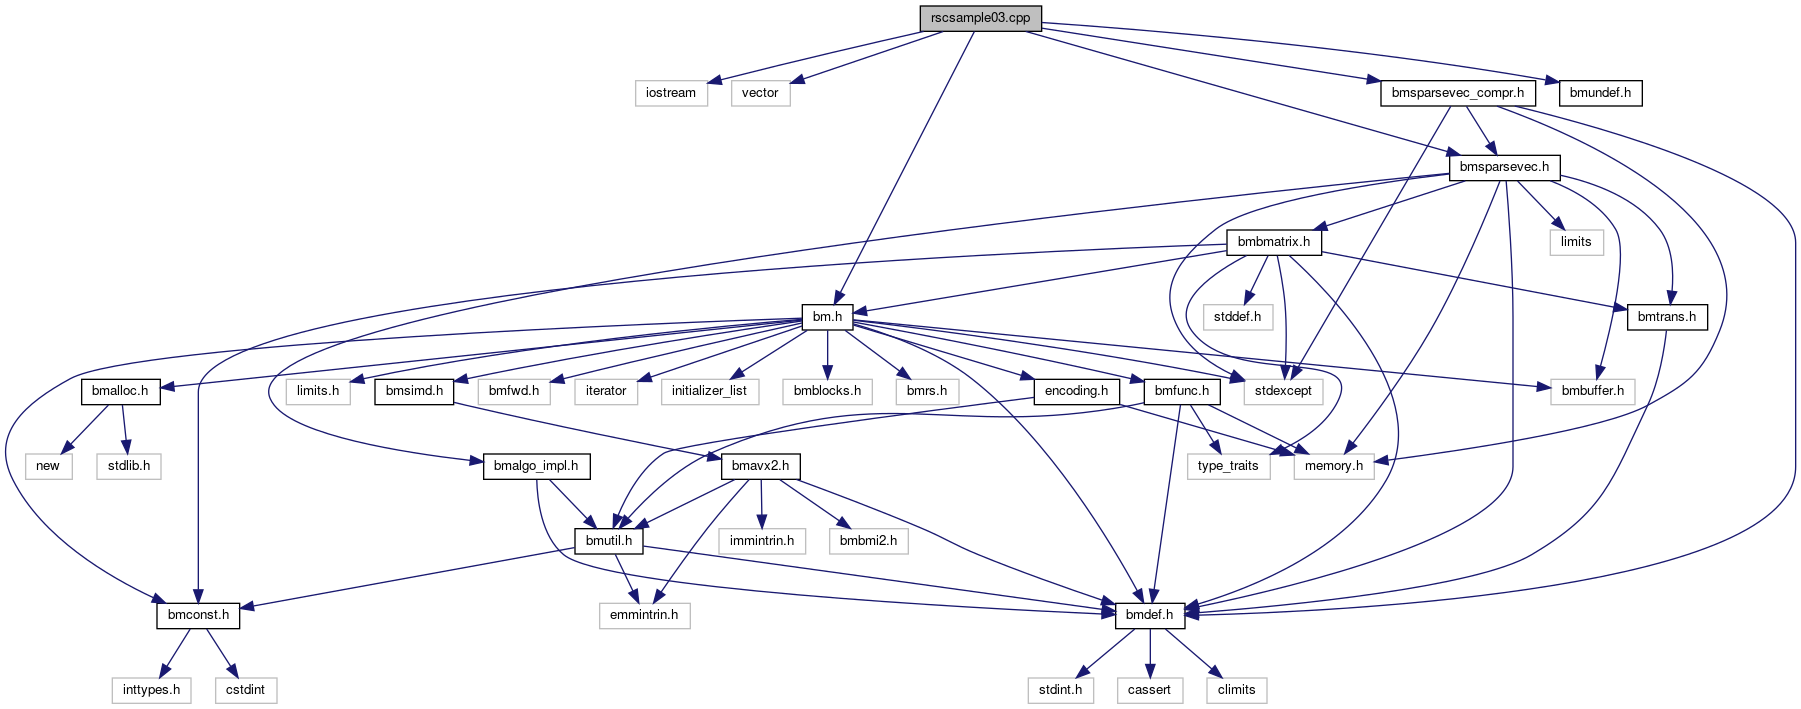 rscsample03.cpp
iostream
vector
bmsparsevec_compr.h
bmundef.h
bmsparsevec.h
bmbmatrix.h
limits
stddef.h
bm.h
bmtrans.h
bmalloc.h
limits.h
bmsimd.h
bmfwd.h
iterator
initializer_list
bmblocks.h
bmrs.h
encoding.h
bmfunc.h
stdexcept
bmbuffer.h
new
stdlib.h
bmalgo_impl.h
bmavx2.h
type_traits
memory.h
bmutil.h
immintrin.h
bmbmi2.h
bmconst.h
emmintrin.h
bmdef.h
inttypes.h
cstdint
stdint.h
cassert
climits